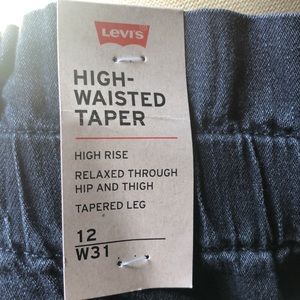 Levi's
HIGH-
WAISTED
TAPER
HIGH RISE
RELAXED THROUGH
HIP AND THIGH
TAPERED LEG
12
W31